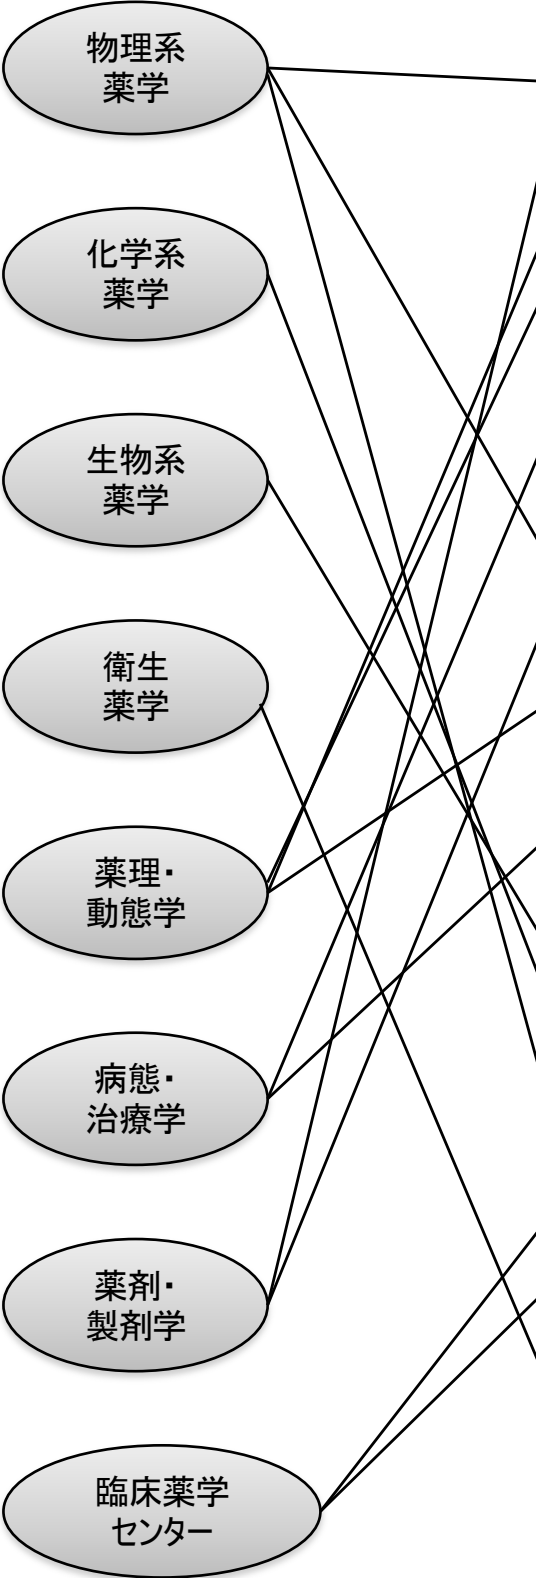 物理系
薬学
化学系
薬学
生物系
薬学
衛生
薬学
薬理・
動態学
病態・
治療学
薬剤・
製剤学
臨床薬学
センター